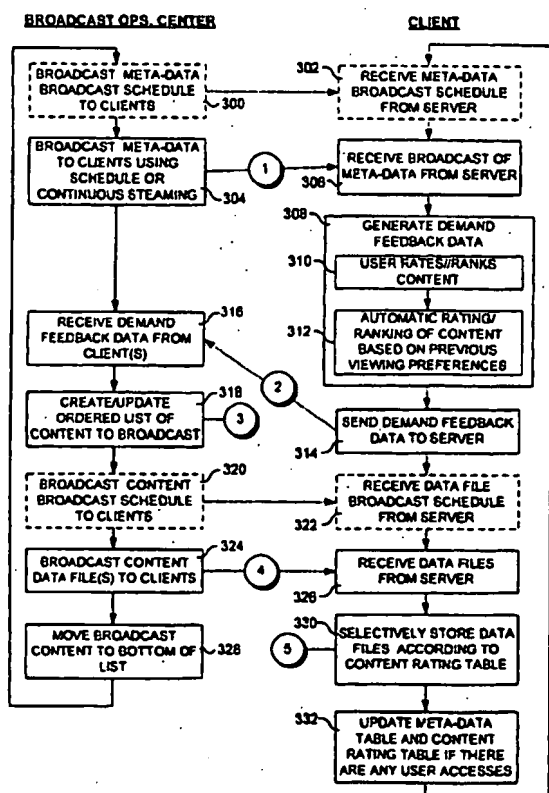 BROADCAST OPS. CENTER
CLIENT
BROADCAST META-DATA
BROADCAST SCHEDULE
TO CLIENTS
300
302
RECEIVE META-DATA
BROADCAST SCHEDULE
FROM SERVER
BROADCAST META-DATA
TO CLIENTS USING
SCHEDULE OR
CONTINUOUS STEAMING
304
1
RECEIVE BROADCAST OF
META-DATA FROM SERVER
306
308
GENERATE DEMAND
FEEDBACK DATA
310
USER RATES//RANKS
CONTENT
312
AUTOMATIC RATING/
RANKING OF CONTENT
BASED ON PREVIOUS
VIEWING PREFERENCES
316
RECEIVE DEMAND
FEEDBACK DATA FROM
CLIENT(S)
2
318
CREATE/UPDATE
ORDERED LIST OF
CONTENT TO BROADCAST
3
SEND DEMAND FEEDBACK
DATA TO SERVER
314
320
BROADCAST CONTENT
BROADCAST SCHEDULE
TO CLIENTS
RECEIVE DATA FILE
BROADCAST SCHEDULE
FROM SERVER
322
324
BROADCAST CONTENT
DATA FILE(S) TO CLIENTS
4
RECEIVE DATA FILES
FROM SERVER
326
MOVE BROADCAST
CONTENT TO BOTTOM OF
LIST
328
330
SELECTIVELY STORE DATA
FILES ACCORDING TO
CONTENT RATING TABLE
5
332
UPDATE META-DATA
TABLE AND CONTENT
RATING TABLE IF THERE
ARE ANY USER ACCESSES